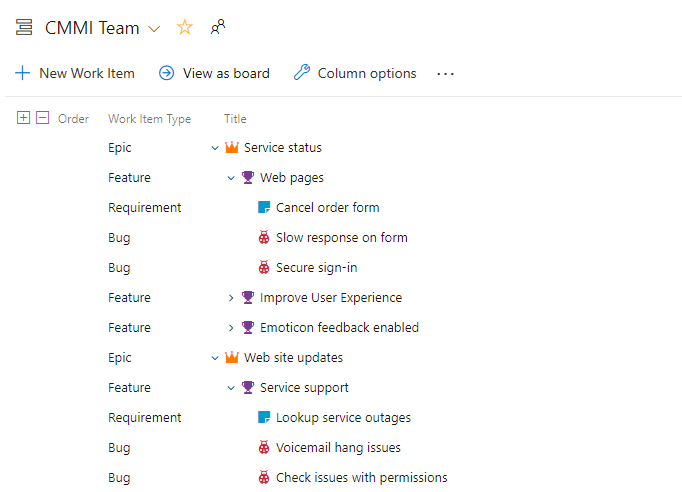 CMMI Team
New Work Item View as board Column options ...
Order Work Item Type Title
Epic Service status
Feature Web pages
Requirement Cancel order form
Bug Slow response on form
Bug Secure sign-in
Feature Improve User Experience
Feature Emoticon feedback enabled
Epic Web site updates
Feature Service support
Requirement Lookup service outages
Bug Voicemail hang issues
Bug Check issues with permissions